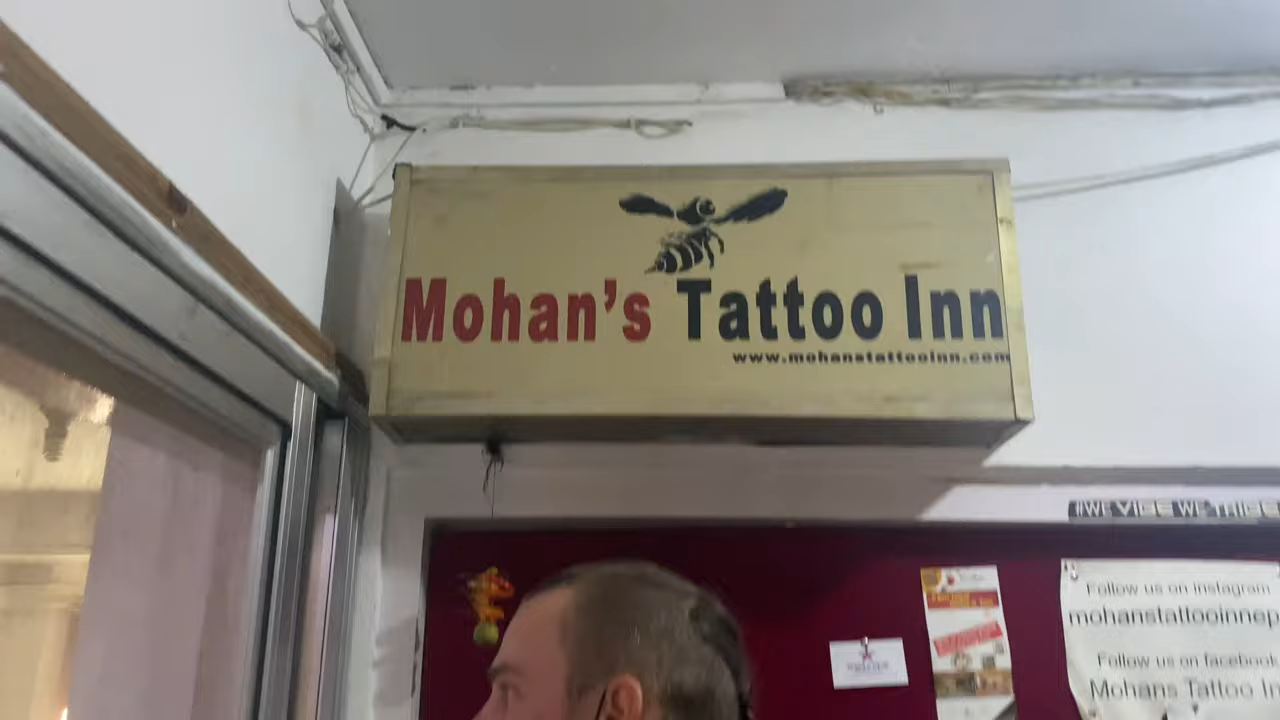 Mohan's Tattoo Inn
www.mohanstattooinn.com
Follow us on instagram
mohanstattooinnep
Follow us on facebook
Mohans Tattoo In